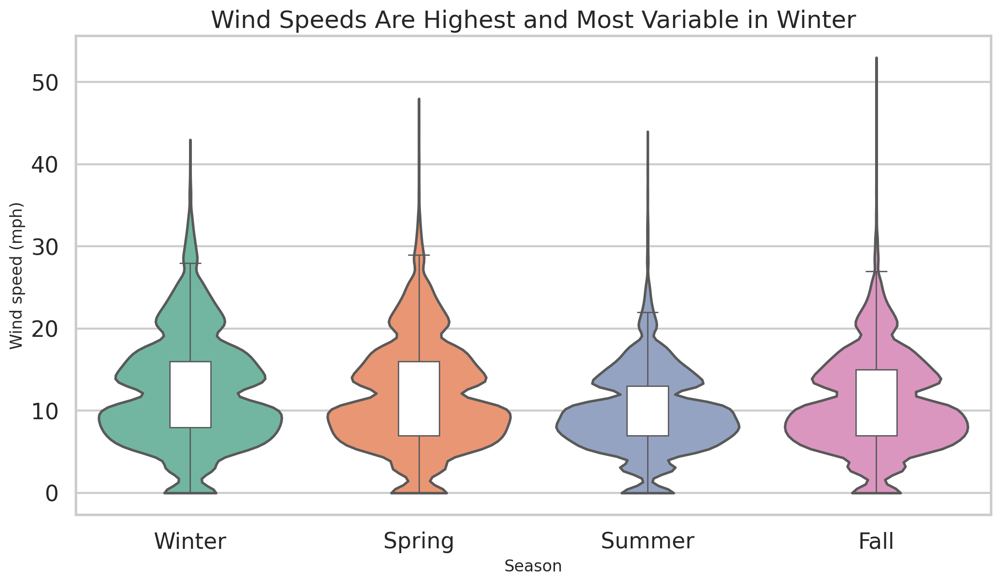 Wind Speeds Are Highest and Most Variable in Winter
Wind speed (mph)
50
40
30
20
10
0
Winter
Spring
Summer
Fall
Season